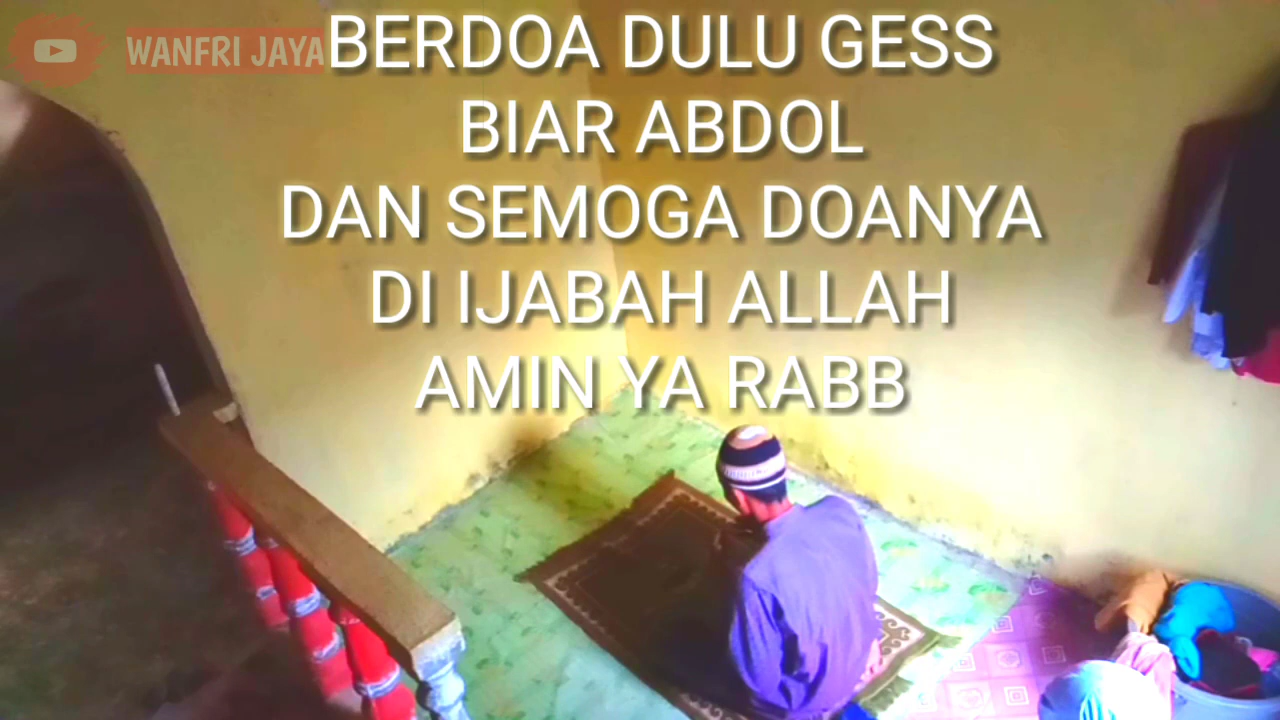 WANFRI JAYA
BERDOA DULU GESS
BIAR ABDOL
DAN SEMOGA DOANYA
DI IJABAH ALLAH
AMIN YA RABB